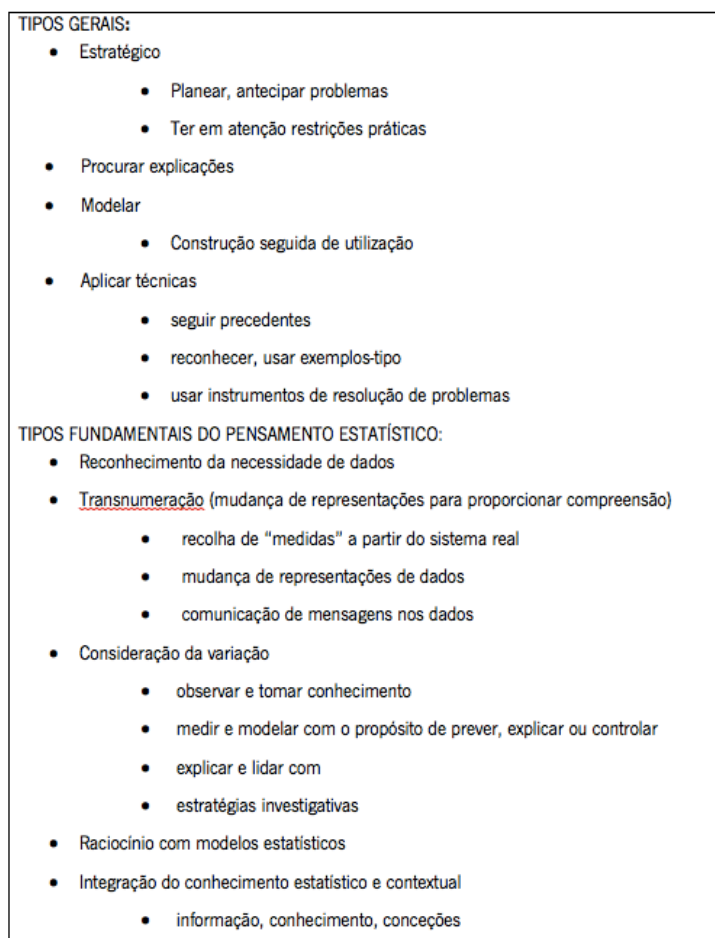 TIPOS GERAIS:
• Estratégico
• Planear, antecipar problemas
• Ter em atenção restrições práticas
• Procurar explicações
• Modelar
• Construção seguida de utilização
• Aplicar técnicas
• seguir precedentes
• reconhecer, usar exemplos-tipo
• usar instrumentos de resolução de problemas
TIPOS FUNDAMENTAIS DO PENSAMENTO ESTATÍSTICO:
• Reconhecimento da necessidade de dados
• Transnumeração (mudança de representações para proporcionar compreensão)
• recolha de “medidas” a partir do sistema real
• mudança de representações de dados
• comunicação de mensagens nos dados
• Consideração da variação
• observar e tomar conhecimento
• medir e modelar com o propósito de prever, explicar ou controlar
• explicar e lidar com
• estratégias investigativas
• Raciocínio com modelos estatísticos
• Integração do conhecimento estatístico e contextual
• informação, conhecimento, conceções